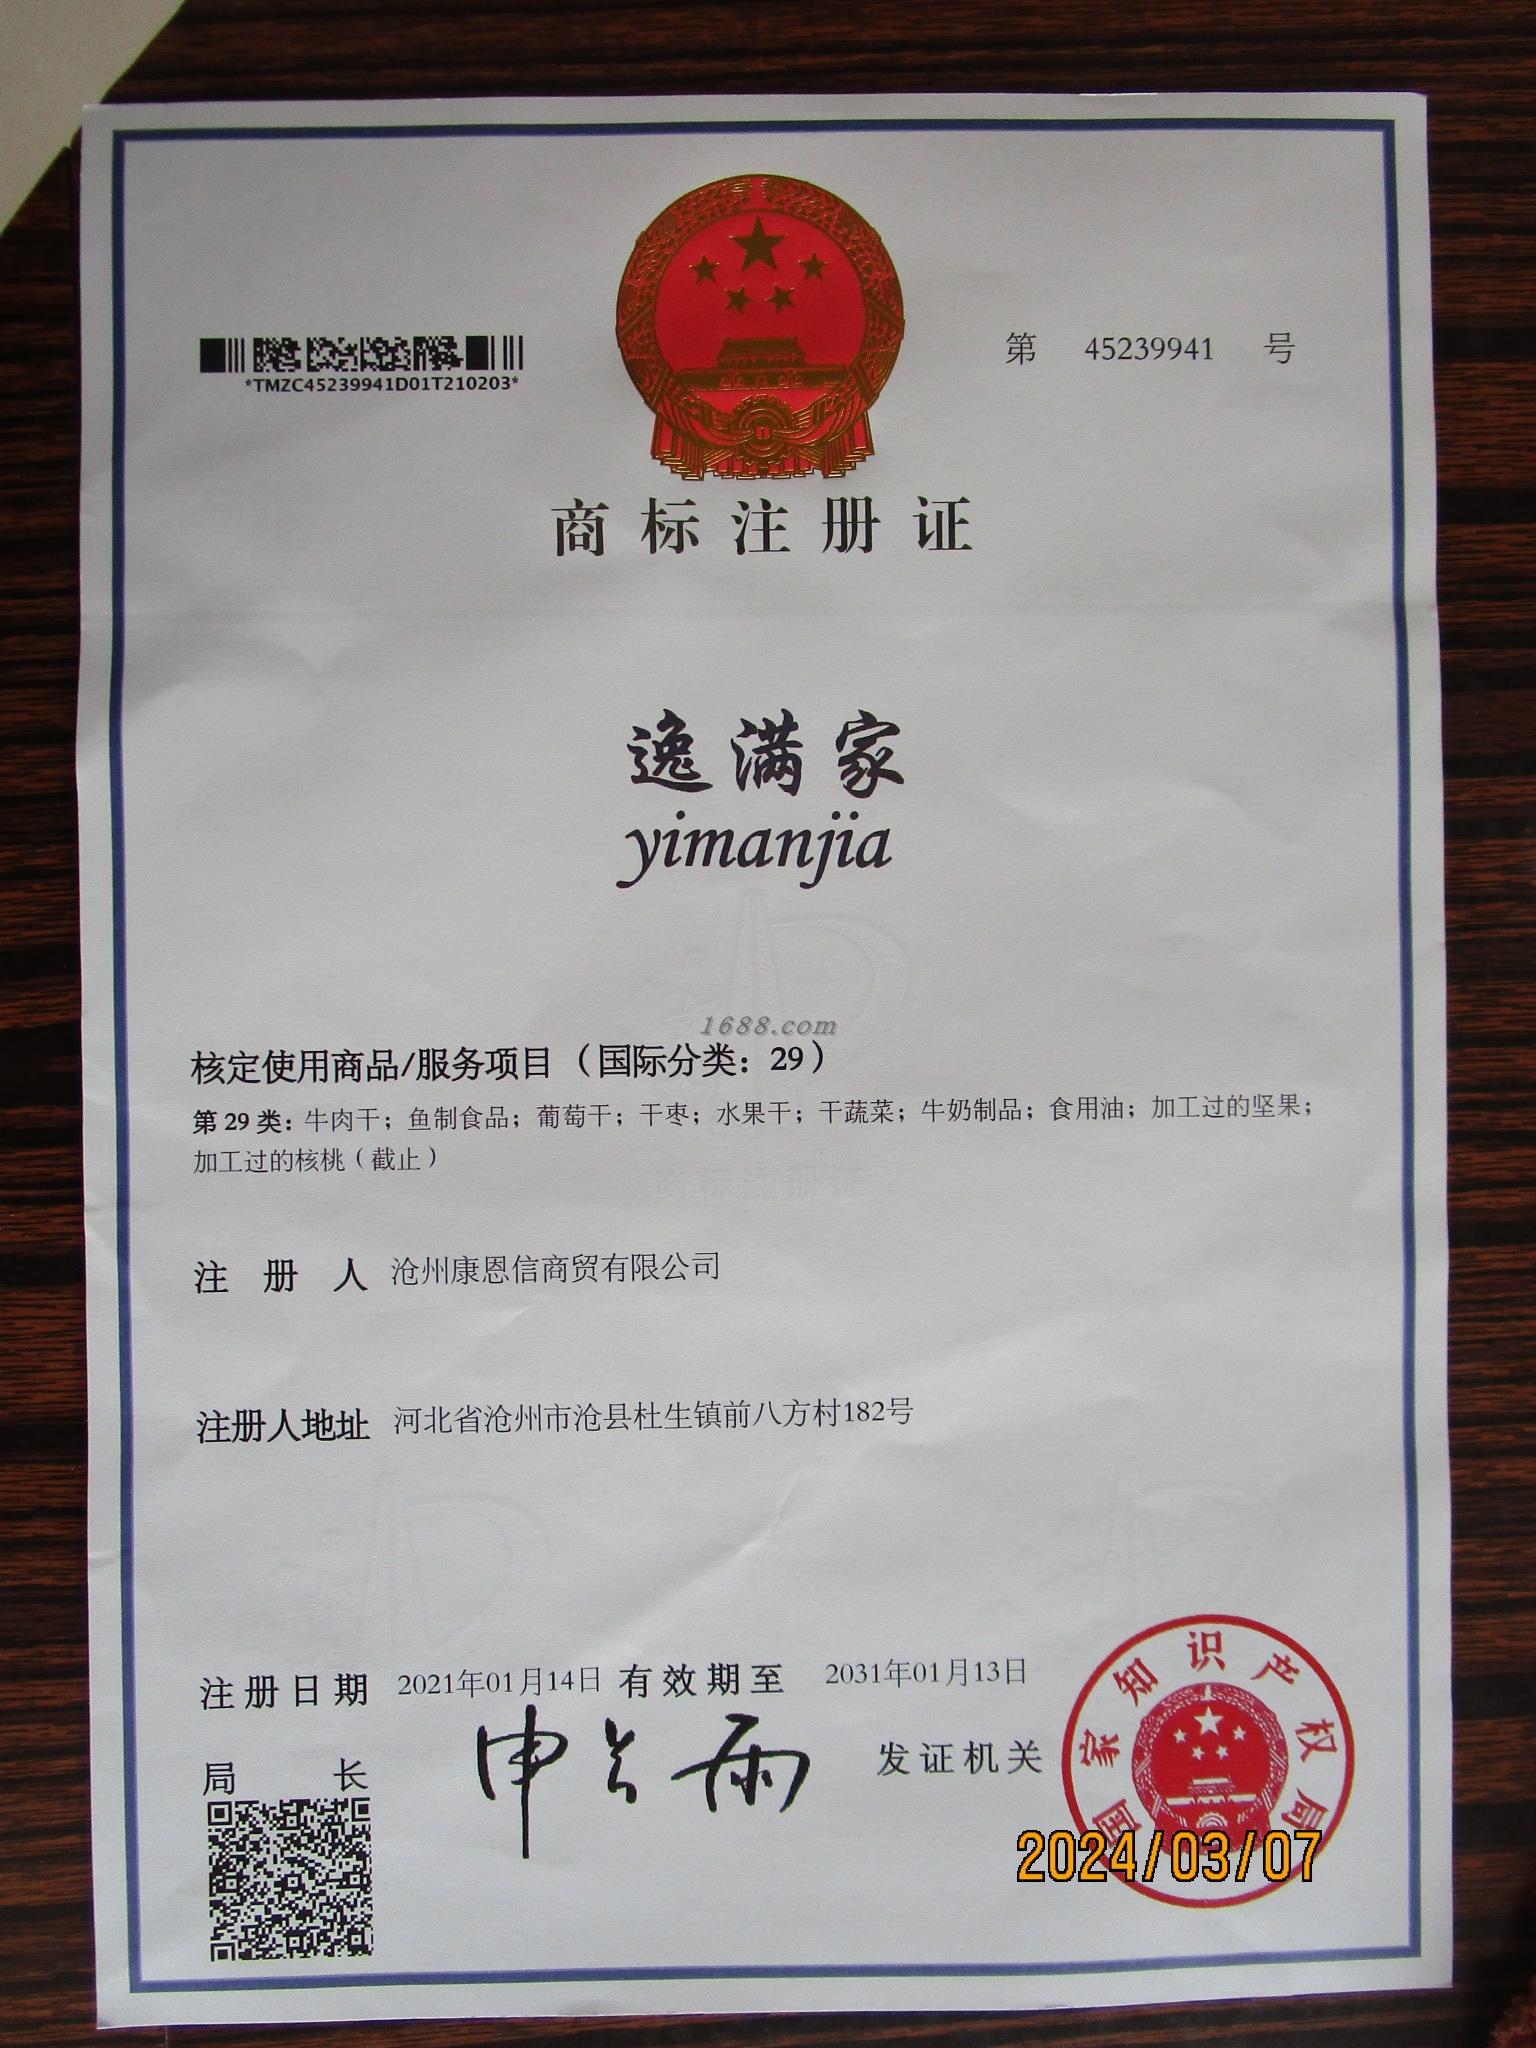 第 45239941 号
*TMZC45239941D01T210203*
商标注册证
逸满家
yimanjia
1688.com
核定使用商品/服务项目(国际分类:29)
第29类:牛肉干;鱼制食品;葡萄干;干枣;水果干;干蔬菜;牛奶制品;食用油;加工过的坚果;
加工过的核桃(截止)
商标注册证
注册人 沧州康恩信商贸有限公司
注册人地址 河北省沧州市沧县杜生镇前八方村182号
注册日期 2021年01月14日 有效期至 2031年01月13日
局长 申长雨 发证机关
国家知识产权局
2024/03/07